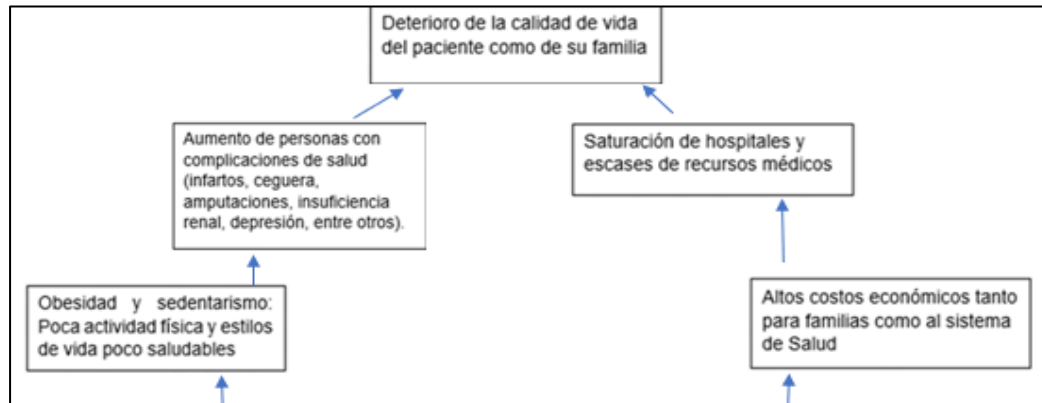 Deterioro de la calidad de vida
del paciente como de su familia
Aumento de personas con
complicaciones de salud
(infartos, ceguera,
amputaciones, insuficiencia
renal, depresión, entre otros).
Saturación de hospitales y
escases de recursos médicos
Obesidad y sedentarismo:
Poca actividad física y estilos
de vida poco saludables
Altos costos económicos tanto
para familias como al sistema
de Salud